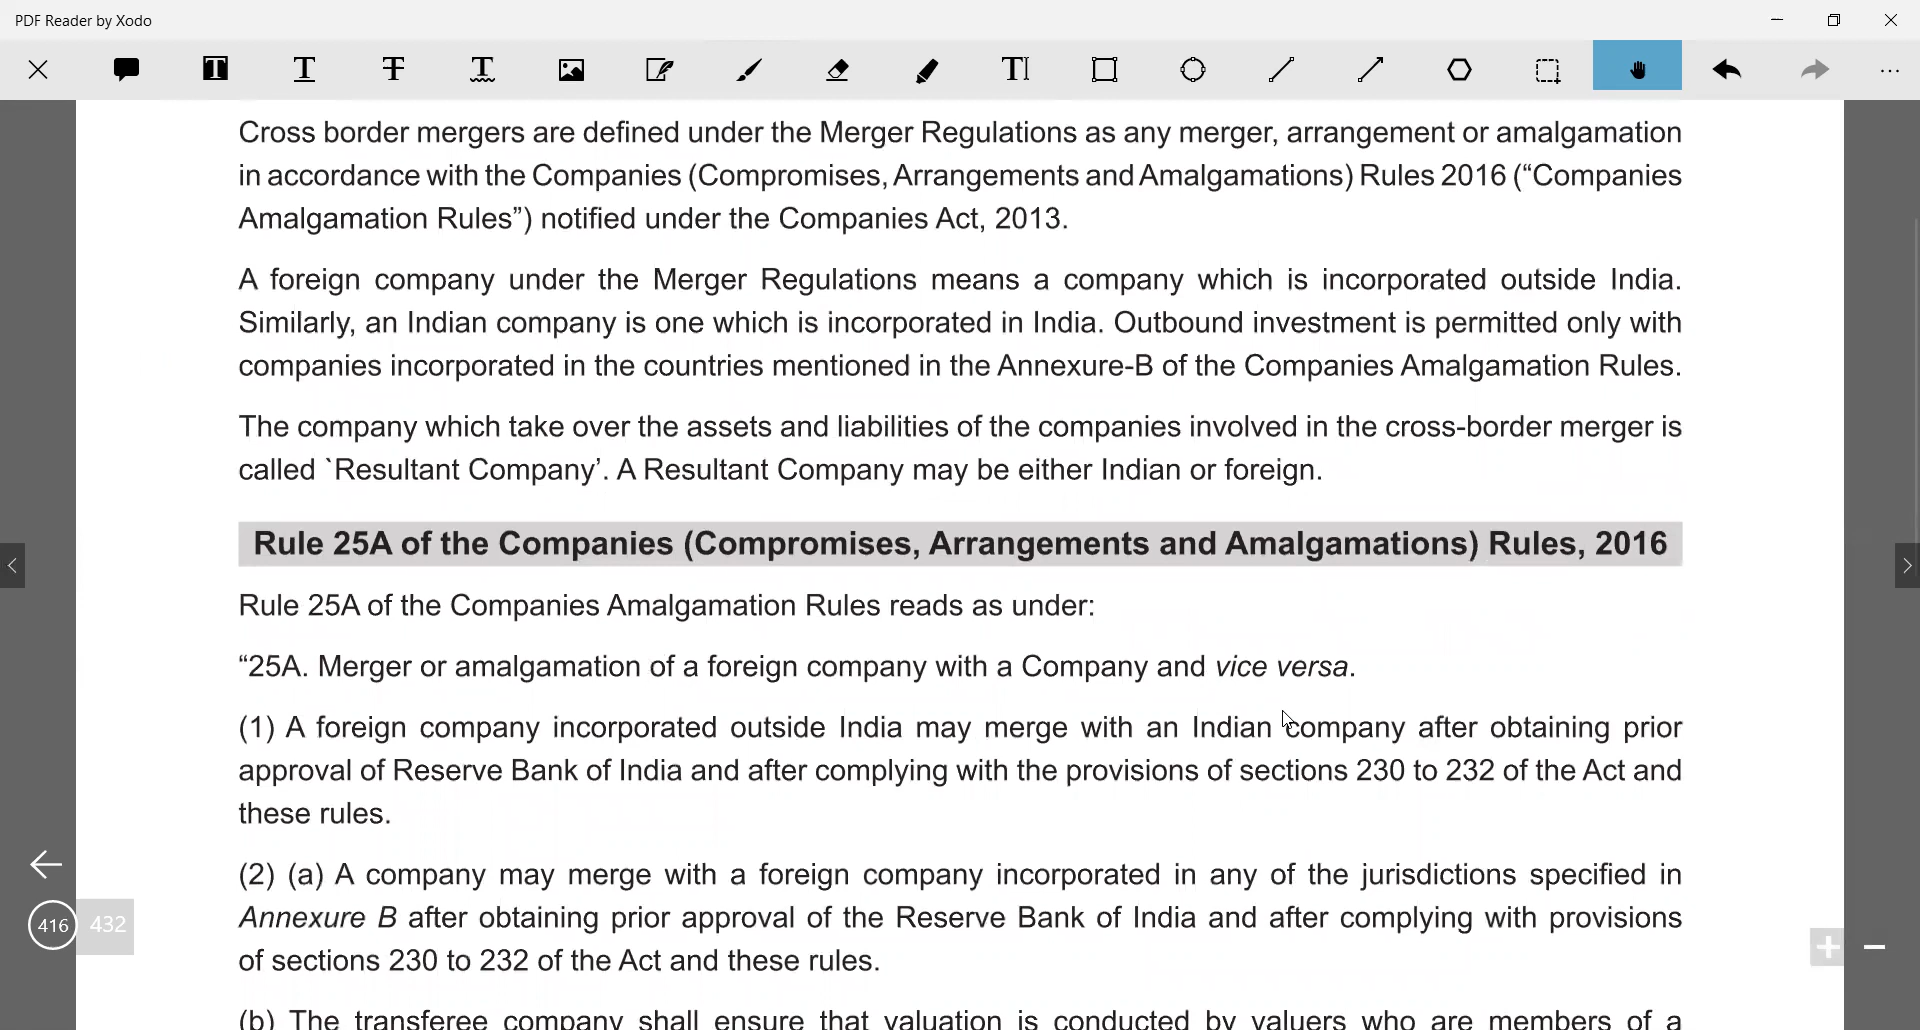 PDF Reader by Xodo
Cross border mergers are defined under the Merger Regulations as any merger, arrangement or amalgamation
in accordance with the Companies (Compromises, Arrangements and Amalgamations) Rules 2016 (“Companies
Amalgamation Rules”) notified under the Companies Act, 2013.
A foreign company under the Merger Regulations means a company which is incorporated outside India.
Similarly, an Indian company is one which is incorporated in India. Outbound investment is permitted only with
companies incorporated in the countries mentioned in the Annexure-B of the Companies Amalgamation Rules.
The company which take over the assets and liabilities of the companies involved in the cross-border merger is
called `Resultant Company’. A Resultant Company may be either Indian or foreign.
Rule 25A of the Companies (Compromises, Arrangements and Amalgamations) Rules, 2016
Rule 25A of the Companies Amalgamation Rules reads as under:
“25A. Merger or amalgamation of a foreign company with a Company and vice versa.
(1) A foreign company incorporated outside India may merge with an Indian company after obtaining prior
approval of Reserve Bank of India and after complying with the provisions of sections 230 to 232 of the Act and
these rules.
(2) (a) A company may merge with a foreign company incorporated in any of the jurisdictions specified in
Annexure B after obtaining prior approval of the Reserve Bank of India and after complying with provisions
of sections 230 to 232 of the Act and these rules.
(b) The transferee company shall ensure that valuation is conducted by valuers who are members of a
416 432